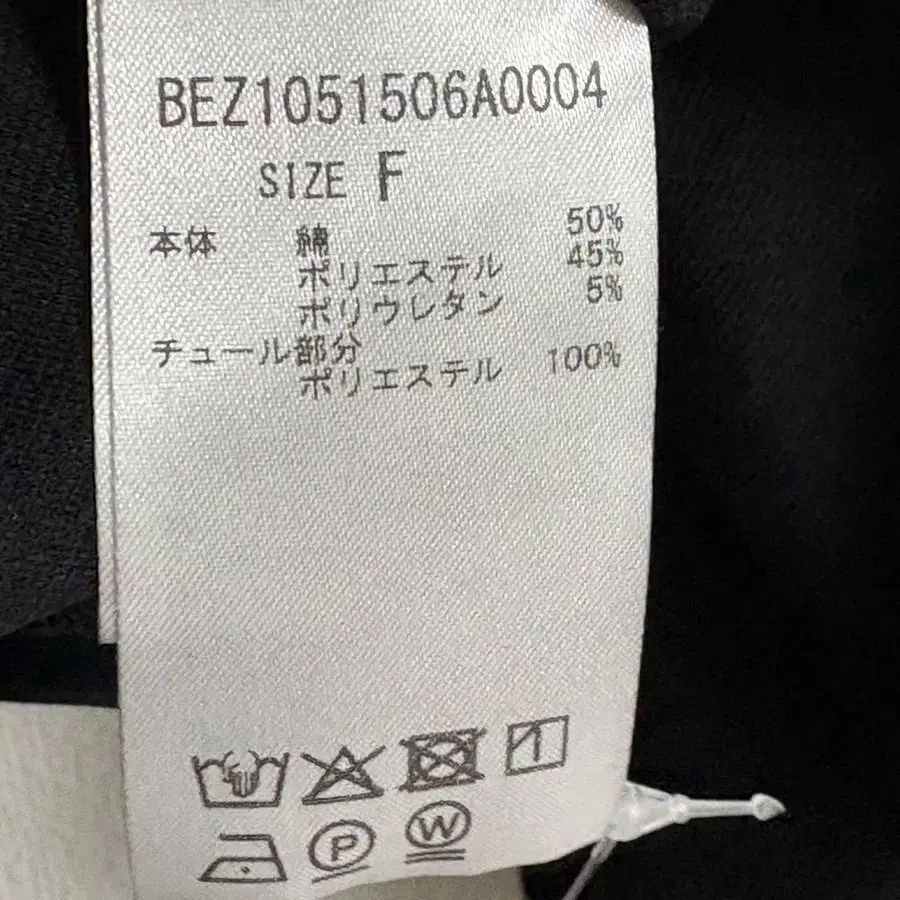 BEZ1051506A0004
SIZE F
本体 綿 50%
ポリエステル 45%
ポリウレタン 5%
チュール部分
ポリエステル 100%
P
W